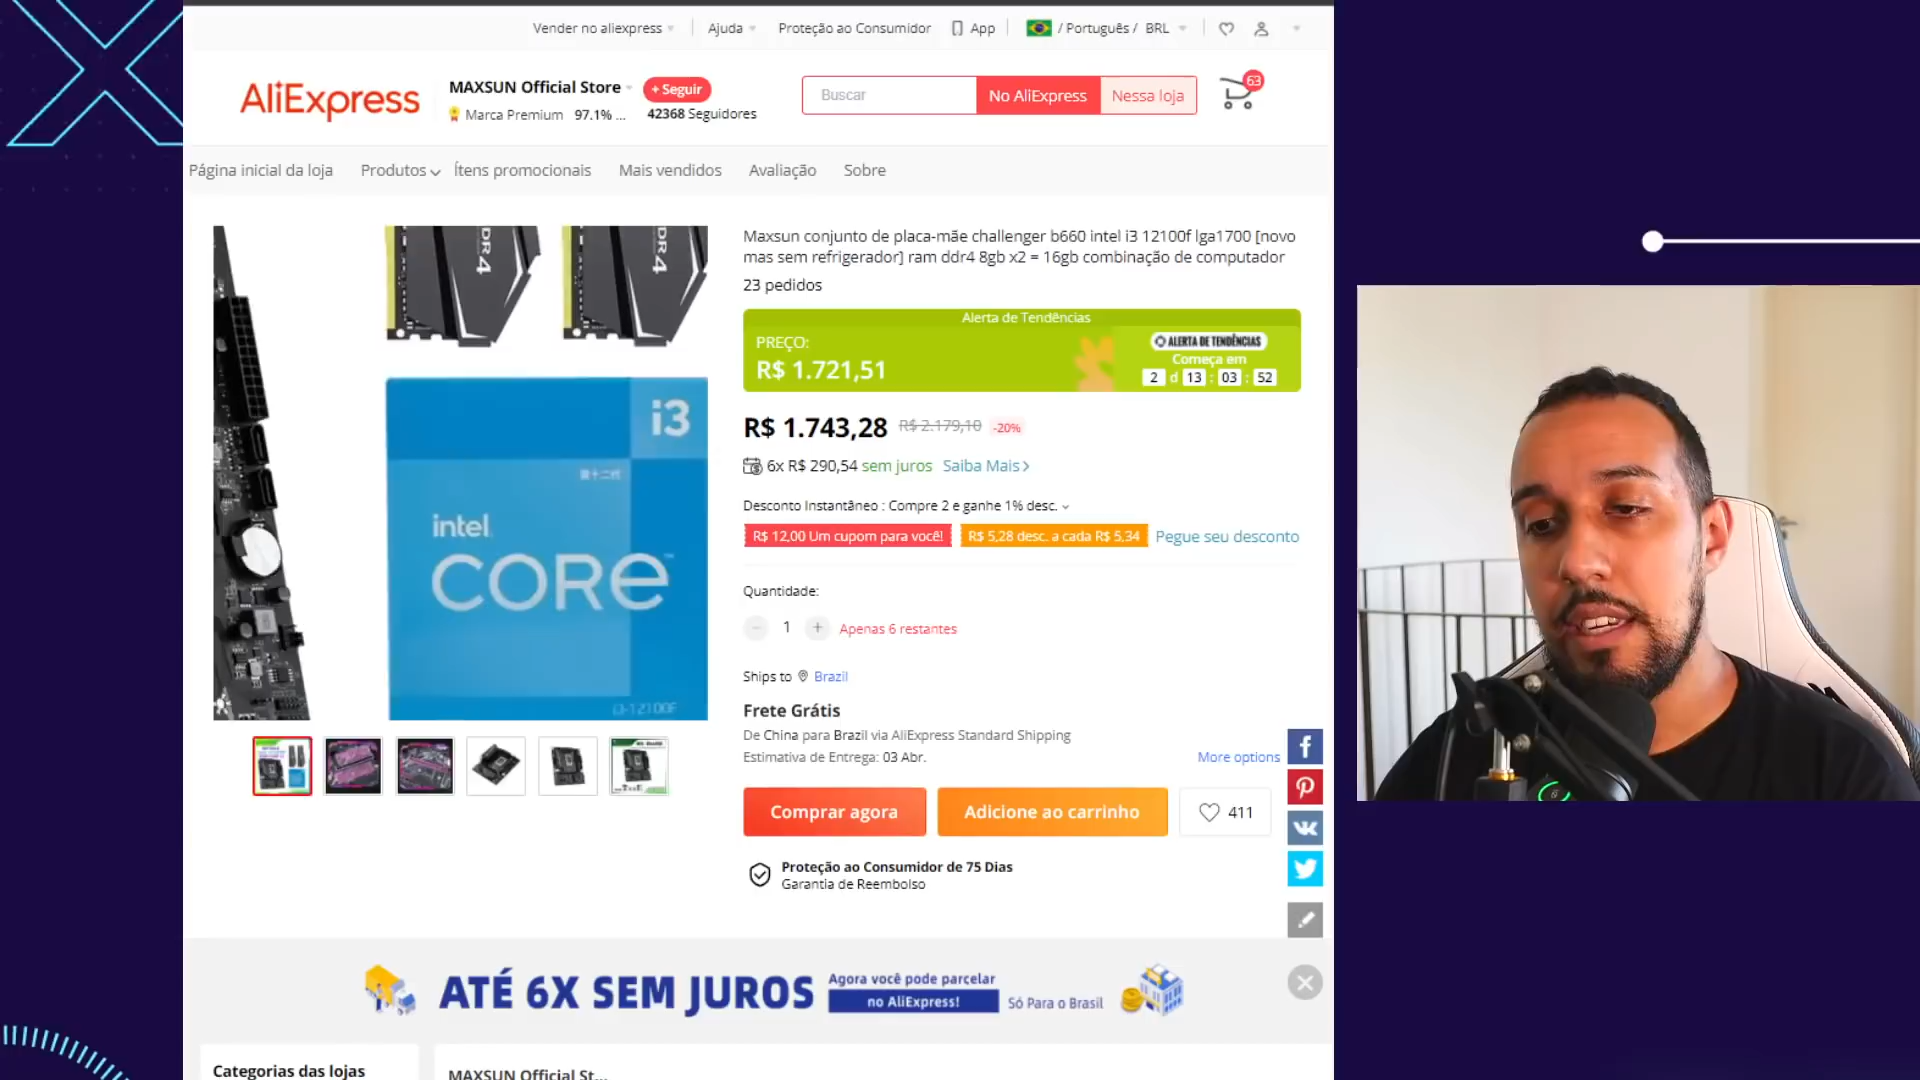 Vender no aliexpress
Ajuda
Proteção ao Consumidor
App
/ Português / BRL
AliExpress
MAXSUN Official Store
+ Seguir
Marca Premium 97.1% ...
42368 Seguidores
Buscar
No AliExpress
Nessa loja
63
Página inicial da loja
Produtos
Ítens promocionais
Mais vendidos
Avaliação
Sobre
DR4
DR4
i3
第十二代
intel
CORE
i3-12100F
Maxsun conjunto de placa-mãe challenger b660 intel i3 12100f lga1700 [novo
mas sem refrigerador] ram ddr4 8gb x2 = 16gb combinação de computador
23 pedidos
Alerta de Tendências
PREÇO:
R$ 1.721,51
ALERTA DE TENDÊNCIAS
Começa em
2 d 13 : 03 : 52
R$ 1.743,28 R$ 2.179,10 -20%
6x R$ 290,54 sem juros Saiba Mais
Desconto Instantâneo : Compre 2 e ganhe 1% desc.
R$ 12,00 Um cupom para você!
R$ 5,28 desc. a cada R$ 5,34
Pegue seu desconto
Quantidade:
− 1 + Apenas 6 restantes
Ships to Brazil
Frete Grátis
De China para Brazil via AliExpress Standard Shipping
Estimativa de Entrega: 03 Abr.
More options
Comprar agora
Adicione ao carrinho
411
Proteção ao Consumidor de 75 Dias
Garantia de Reembolso
ATÉ 6X SEM JUROS
Agora você pode parcelar
no AliExpress!
Só Para o Brasil
Categorias das lojas
MAXSUN Official St...